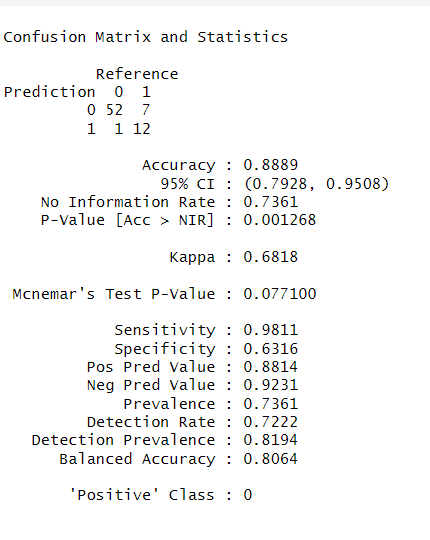 Confusion Matrix and Statistics
Reference
Prediction 0 1
0 52 7
1 1 12
Accuracy : 0.8889
95% CI : (0.7928, 0.9508)
No Information Rate : 0.7361
P-Value [Acc > NIR] : 0.001268
Kappa : 0.6818
Mcnemar's Test P-Value : 0.077100
Sensitivity : 0.9811
Specificity : 0.6316
Pos Pred Value : 0.8814
Neg Pred Value : 0.9231
Prevalence : 0.7361
Detection Rate : 0.7222
Detection Prevalence : 0.8194
Balanced Accuracy : 0.8064
'Positive' Class : 0